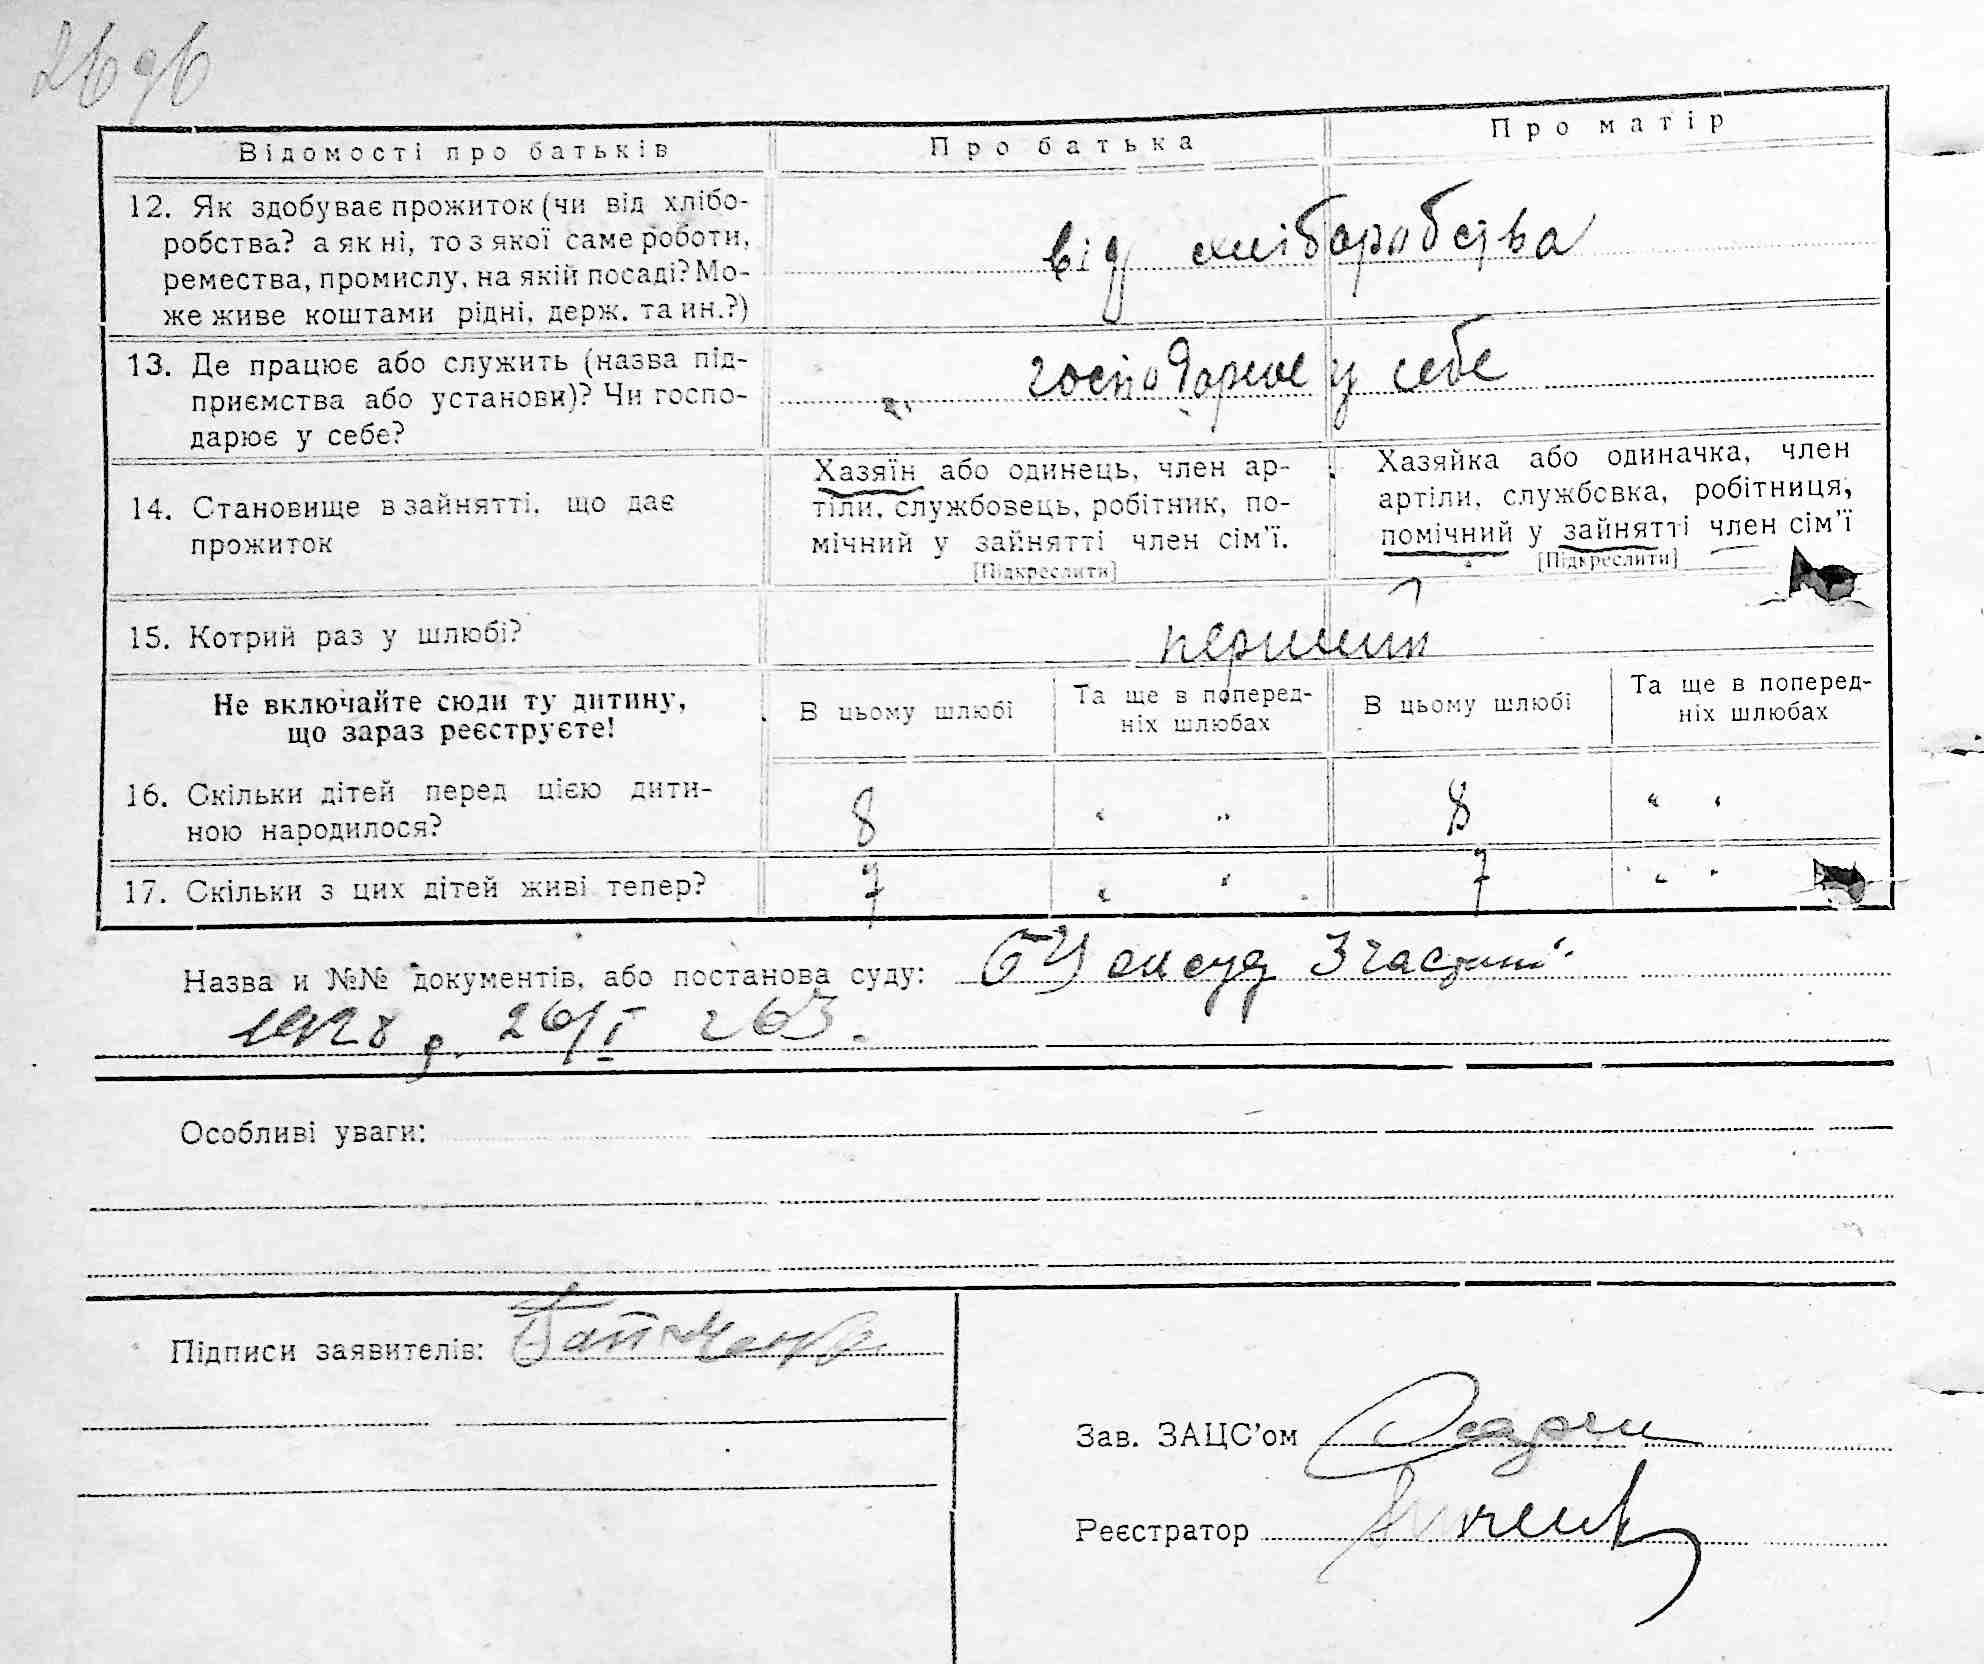 26 96
Відомості про батьків
Про батька
Про матір
12. Як здобуває прожиток (чи від хлібо-
робства? а як ні, то з якої саме роботи,
ремества, промислу, на якій посаді? Мо-
же живе коштами рідні, держ. та ин.?)
від хліборобства
13. Де працює або служить (назва під-
приємства або установи)? Чи госпо-
дарює у себе?
господарює у себе
14. Становище в зайнятті, що дає
прожиток
Хазяїн або одинець, член ар-
тіли, службовець, робітник, по-
мічний у зайнятті член сім'ї.
[Підкреслити]
Хазяйка або одиначка, член
артіли, службовка, робітниця,
помічний у зайнятті член сім'ї
[Підкреслити]
15. Котрий раз у шлюбі?
перший
Не включайте сюди ту дитину,
що зараз реєструєте!
В цьому шлюбі
Та ще в поперед-
ніх шлюбах
В цьому шлюбі
Та ще в поперед-
ніх шлюбах
16. Скільки дітей перед цією дити-
ною народилося?
8 " " 8 " "
17. Скільки з цих дітей живі тепер?
7 " " 7 " "
Назва и №№ документів, або постанова суду:
1928 р. 26/I 263.
Особливі уваги:
Підписи заявителів:
Зав. ЗАЦС'ом
Реєстратор